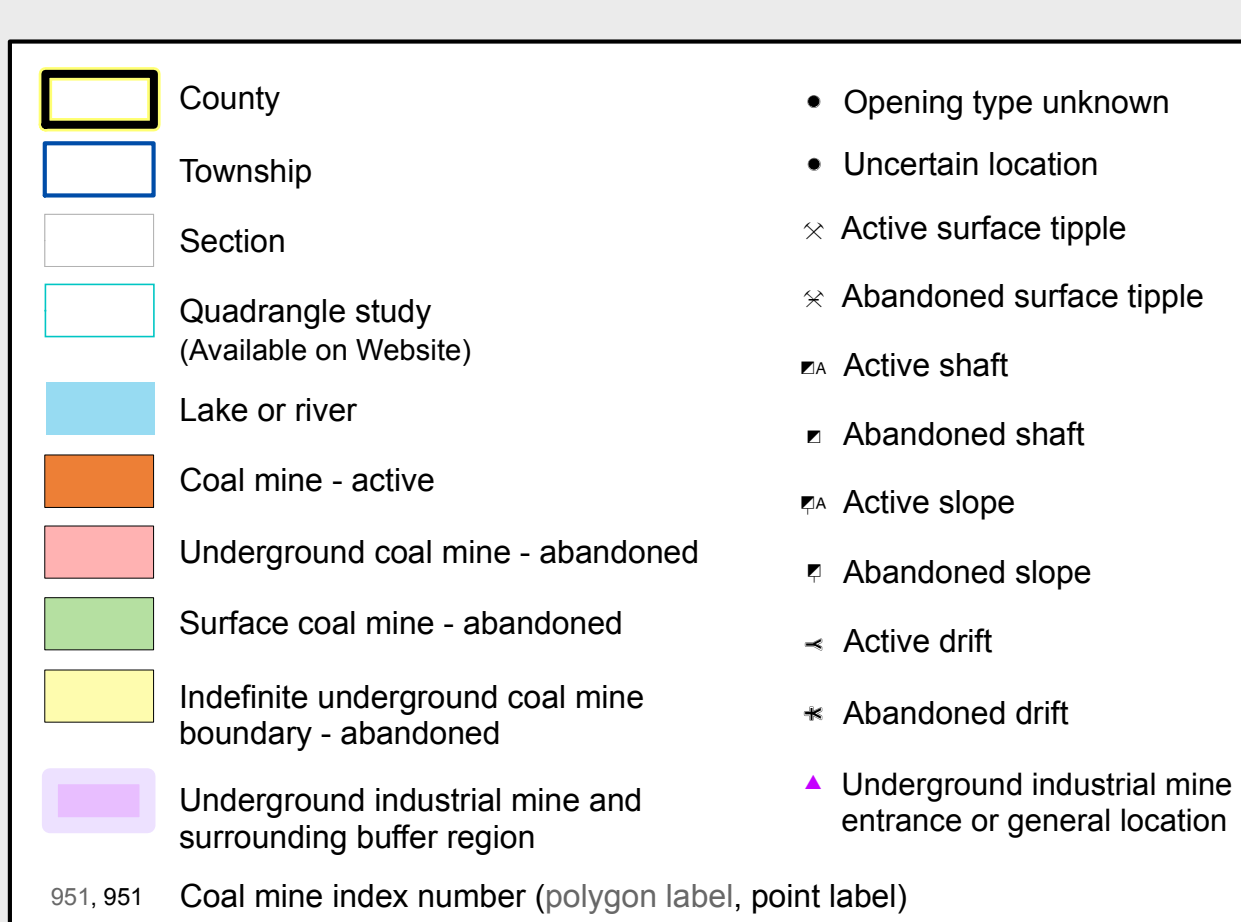 County
Township
Section
Quadrangle study
(Available on Website)
Lake or river
Coal mine - active
Underground coal mine - abandoned
Surface coal mine - abandoned
Indefinite underground coal mine
boundary - abandoned
Underground industrial mine and
surrounding buffer region
951, 951 Coal mine index number (polygon label, point label)
Opening type unknown
Uncertain location
Active surface tipple
Abandoned surface tipple
A Active shaft
Abandoned shaft
A Active slope
Abandoned slope
Active drift
Abandoned drift
Underground industrial mine
entrance or general location